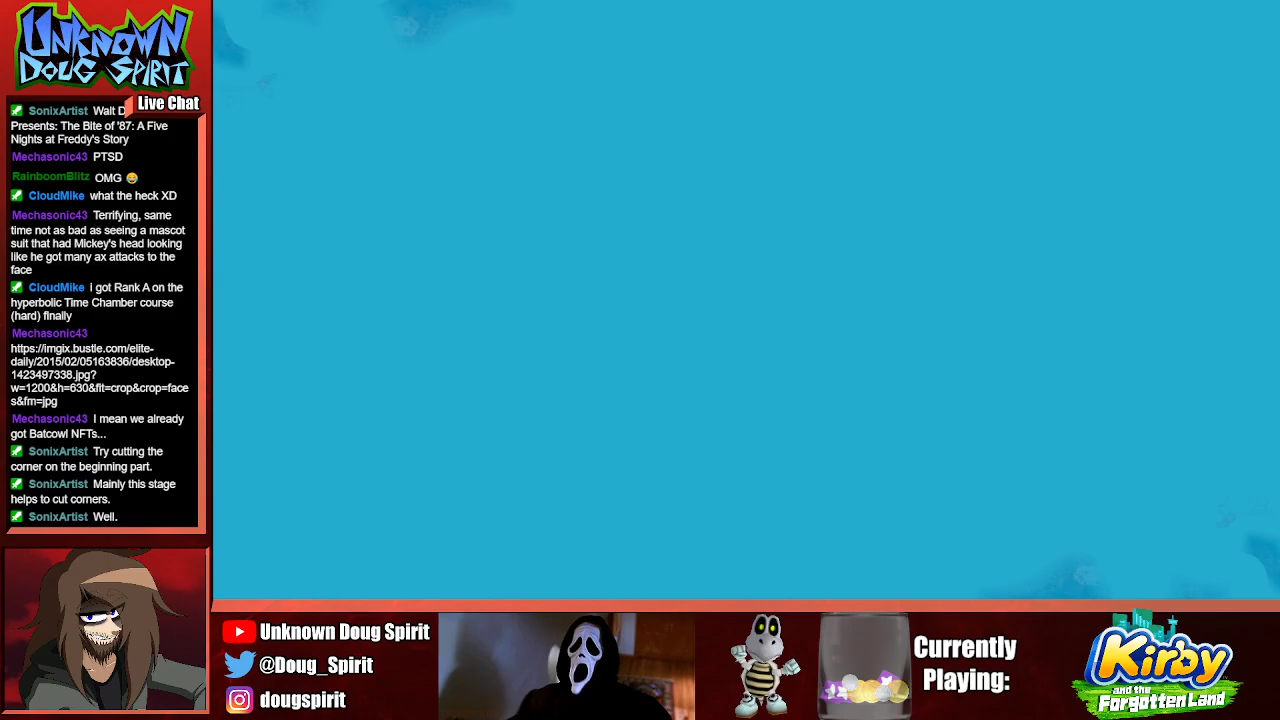 UNKNOWN
DOUG SPIRIT
Live Chat
SonixArtist Wait D
Presents: The Bite of '87: A Five
Nights at Freddy's Story
Mechasonic43 PTSD
RainboomBlitz OMG 😂
CloudMike what the heck XD
Mechasonic43 Terrifying, same
time not as bad as seeing a mascot
suit that had Mickey's head looking
like he got many ax attacks to the
face
CloudMike I got Rank A on the
hyperbolic Time Chamber course
(hard) finally
Mechasonic43
https://imgix.bustle.com/elite-
daily/2015/02/05163836/desktop-
1423497338.jpg?
w=1200&h=630&fit=crop&crop=face
s&fm=jpg
Mechasonic43 I mean we already
got Batcowl NFTs...
SonixArtist Try cutting the
corner on the beginning part.
SonixArtist Mainly this stage
helps to cut corners.
SonixArtist Well.
Unknown Doug Spirit
@Doug_Spirit
dougspirit
Currently
Playing:
Kirby
and the
Forgotten Land